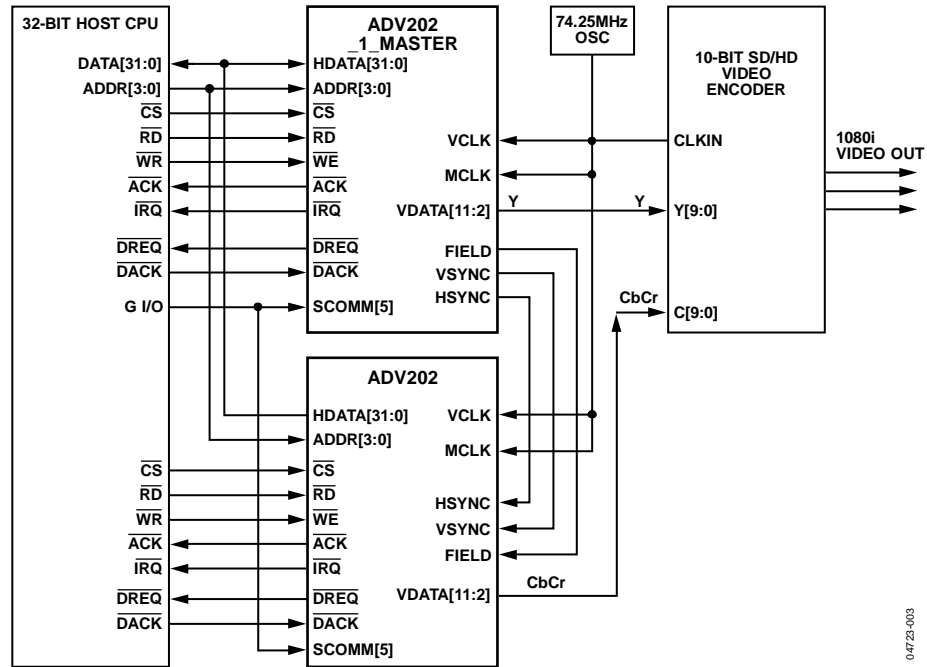 32-BIT HOST CPU
DATA[31:0]
ADDR[3:0]
CS
RD
WR
ACK
IRQ
DREQ
DACK
G I/O
CS
RD
WR
ACK
IRQ
DREQ
DACK
ADV202
_1_MASTER
HDATA[31:0]
ADDR[3:0]
CS
RD
WE
ACK
IRQ
DREQ
DACK
SCOMM[5]
VCLK
MCLK
VDATA[11:2]
FIELD
VSYNC
HSYNC
ADV202
HDATA[31:0]
ADDR[3:0]
CS
RD
WE
ACK
IRQ
DREQ
DACK
SCOMM[5]
VCLK
MCLK
HSYNC
VSYNC
FIELD
VDATA[11:2]
74.25MHz
OSC
Y
Y
CbCr
CbCr
10-BIT SD/HD
VIDEO
ENCODER
CLKIN
Y[9:0]
C[9:0]
1080i
VIDEO OUT
04723-003